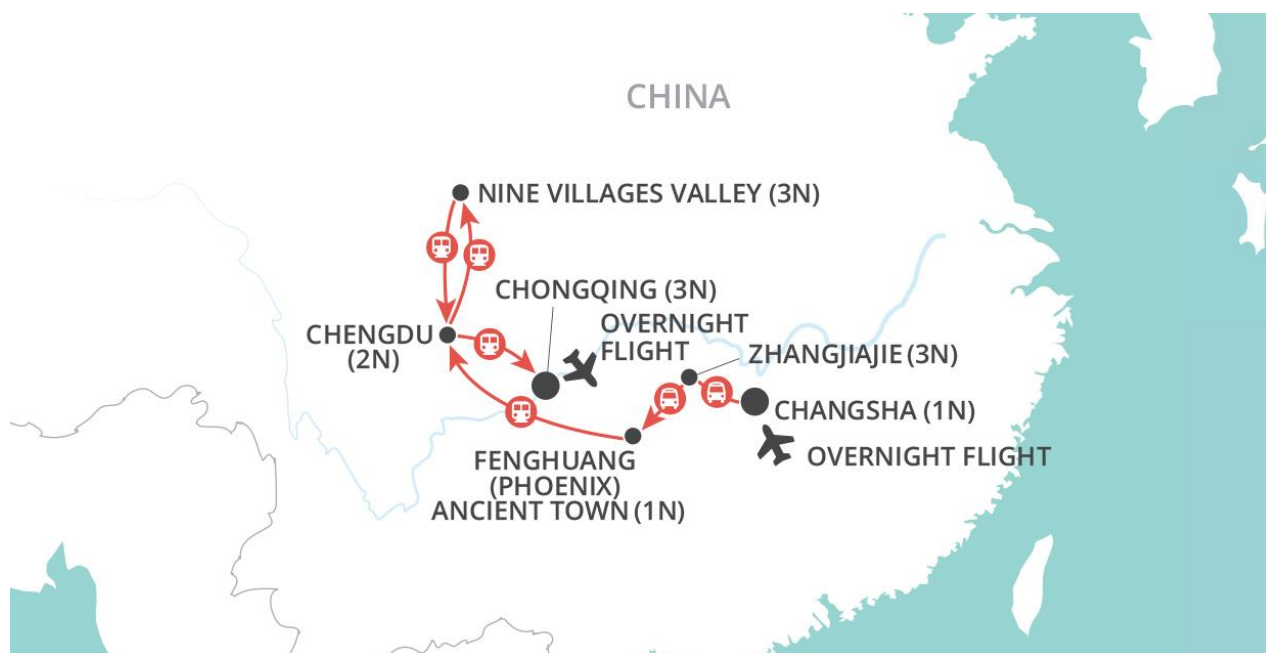 CHINA
NINE VILLAGES VALLEY (3N)
CHONGQING (3N)
OVERNIGHT
FLIGHT
CHENGDU
(2N)
ZHANGJIAJIE (3N)
CHANGSHA (1N)
OVERNIGHT FLIGHT
FENGHUANG
(PHOENIX)
ANCIENT TOWN (1N)